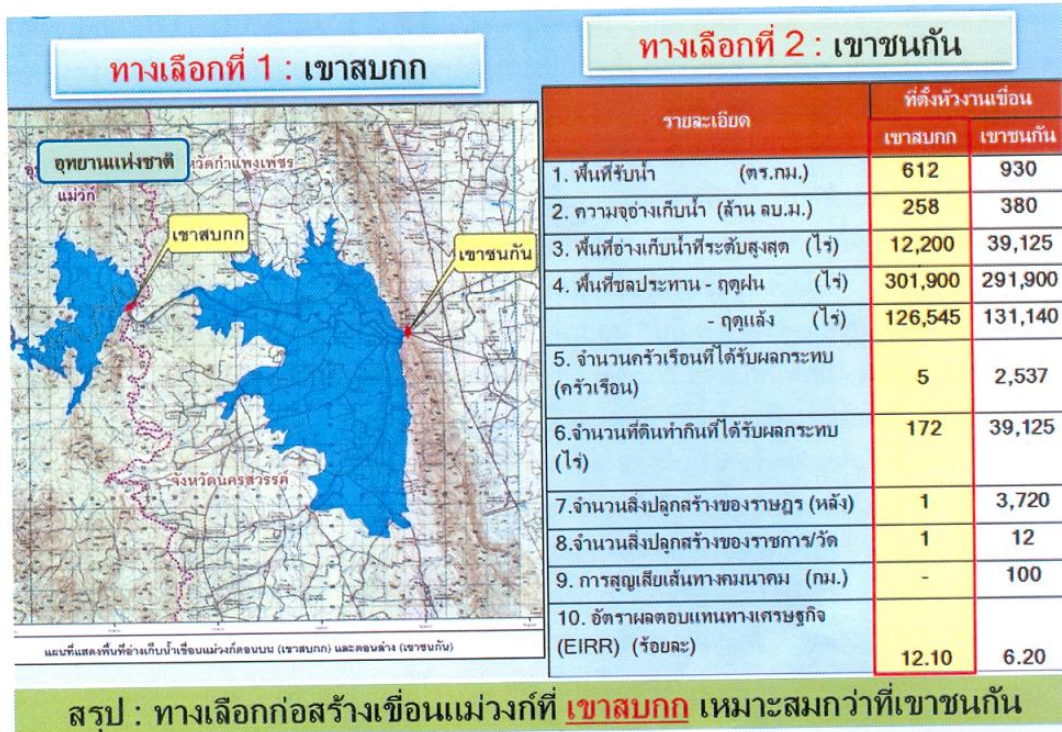 ทางเลือกที่ 1 : เขาสบกก
ทางเลือกที่ 2 : เขาชนกัน
อุทยานแห่งชาติ
แม่วงก์
จังหวัดกำแพงเพชร
เขาสบกก
เขาชนกัน
จังหวัดนครสวรรค์
แผนที่แสดงพื้นที่อ่างเก็บน้ำเขื่อนแม่วงก์ตอนบน (เขาสบกก) และตอนล่าง (เขาชนกัน)
รายละเอียด
ที่ตั้งหัวงานเขื่อน
เขาสบกก เขาชนกัน
1. พื้นที่รับน้ำ (ตร.กม.) 612 930
2. ความจุอ่างเก็บน้ำ (ล้าน ลบ.ม.) 258 380
3. พื้นที่อ่างเก็บน้ำที่ระดับสูงสุด (ไร่) 12,200 39,125
4. พื้นที่ชลประทาน - ฤดูฝน (ไร่) 301,900 291,900
- ฤดูแล้ง (ไร่) 126,545 131,140
5. จำนวนครัวเรือนที่ได้รับผลกระทบ
(ครัวเรือน) 5 2,537
6.จำนวนที่ดินทำกินที่ได้รับผลกระทบ
(ไร่) 172 39,125
7.จำนวนสิ่งปลูกสร้างของราษฎร (หลัง) 1 3,720
8.จำนวนสิ่งปลูกสร้างของราชการ/วัด 1 12
9. การสูญเสียเส้นทางคมนาคม (กม.) - 100
10. อัตราผลตอบแทนทางเศรษฐกิจ
(EIRR) (ร้อยละ) 12.10 6.20
สรุป : ทางเลือกก่อสร้างเขื่อนแม่วงก์ที่ เขาสบกก เหมาะสมกว่าที่เขาชนกัน